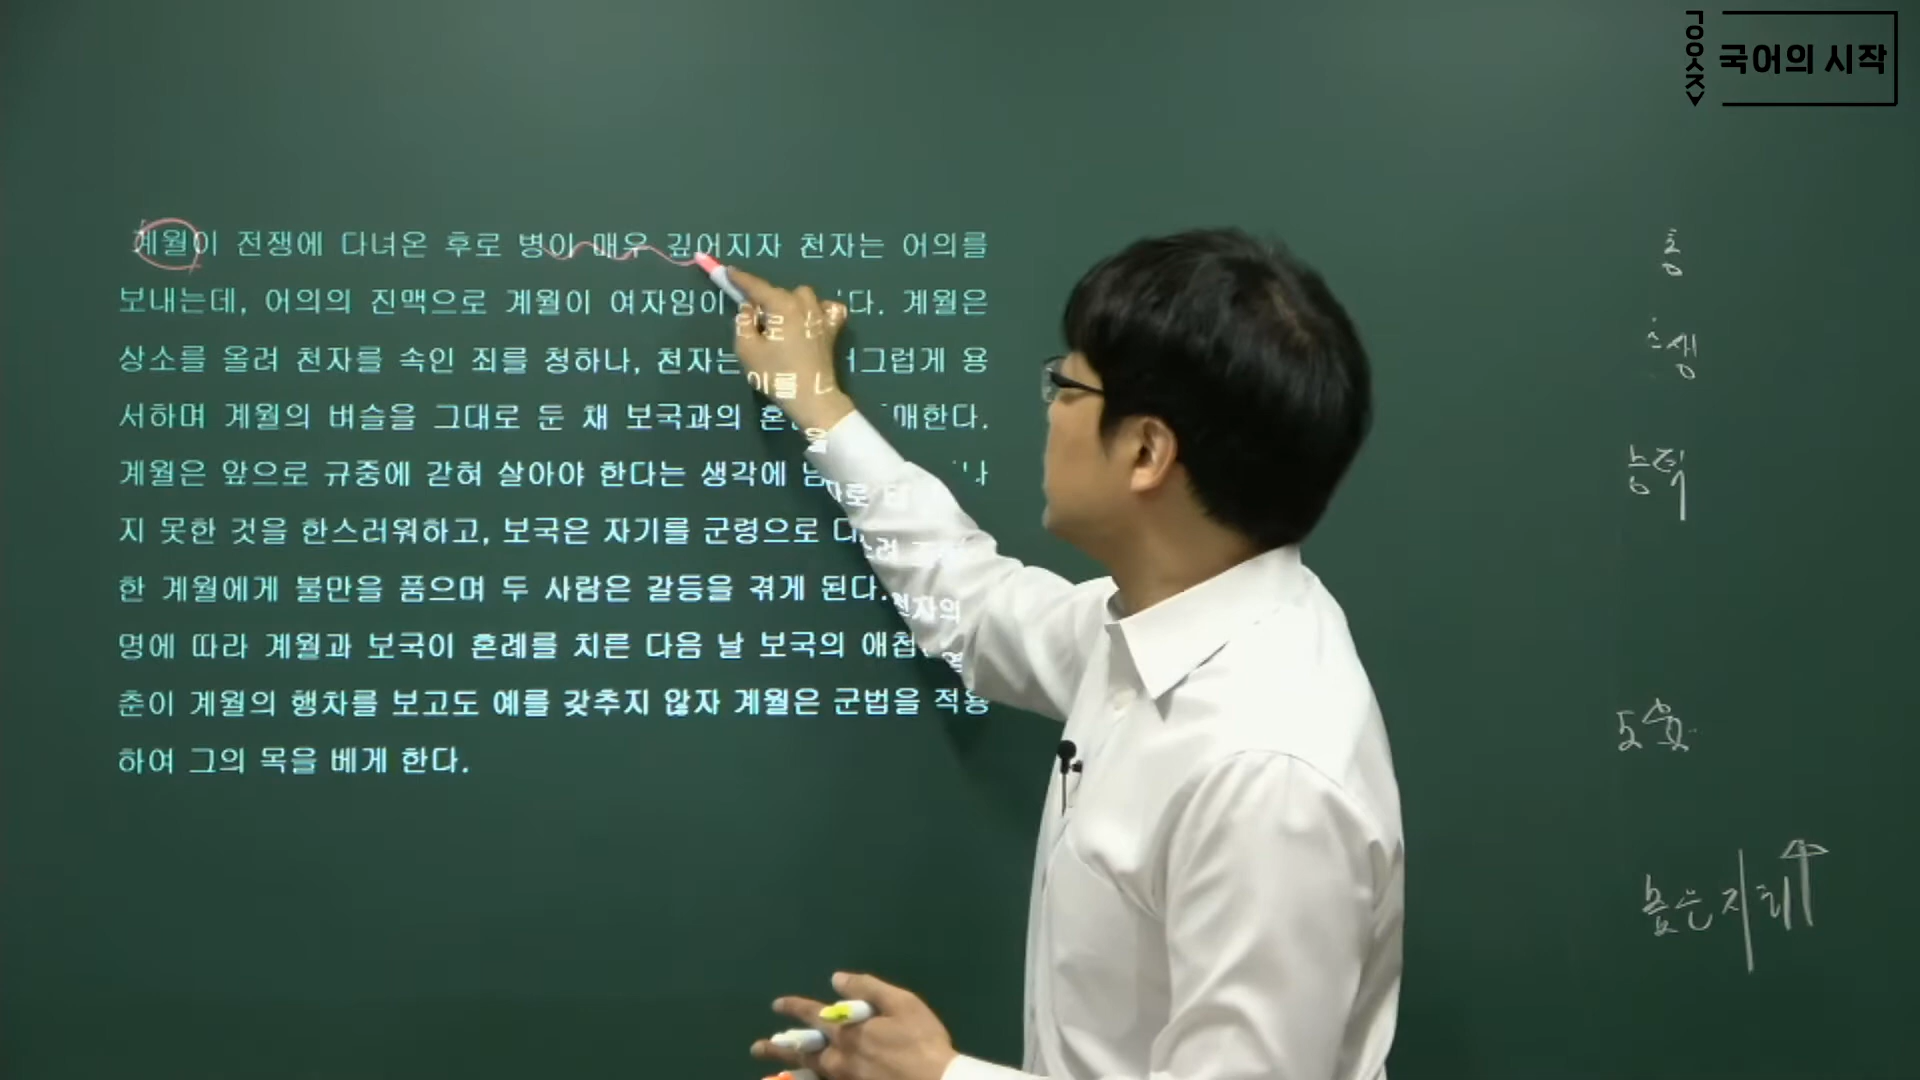 국어의 시작
계월이 전쟁에 다녀온 후로 병이 매우 깊어지자 천자는 어의를
보내는데, 어의의 진맥으로 계월이 여자임이 다. 계월은
상소를 올려 천자를 속인 죄를 청하나, 천자는 그럽게 용
서하며 계월의 벼슬을 그대로 둔 채 보국과의 매한다.
계월은 앞으로 규중에 갇혀 살아야 한다는 생각에
지 못한 것을 한스러워하고, 보국은 자기를 군령으로
한 계월에게 불만을 품으며 두 사람은 갈등을 겪게 된다. 천자의
명에 따라 계월과 보국이 혼례를 치른 다음 날 보국의 애첩
춘이 계월의 행차를 보고도 예를 갖추지 않자 계월은 군법을 적용
하여 그의 목을 베게 한다.
능력
높은 지위